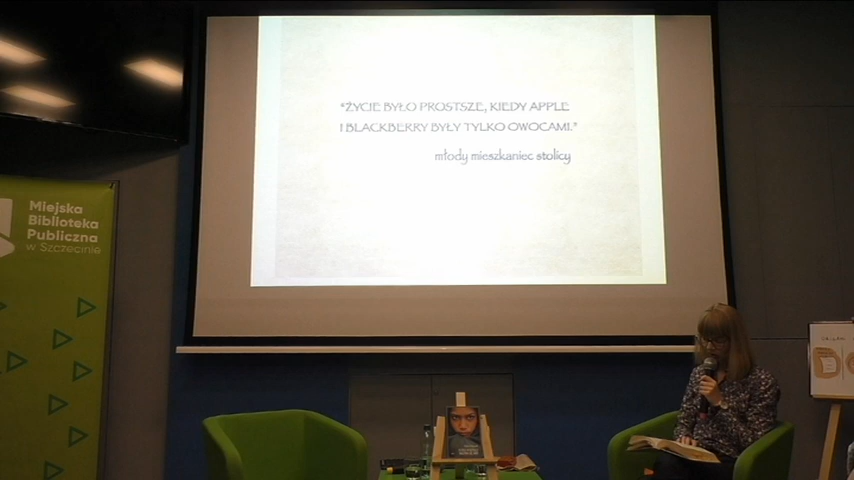 "ŻYCIE BYŁO PROSTSZE, KIEDY APPLE
I BLACKBERRY BYŁY TYLKO OWOCAMI."
młody mieszkaniec stolicy
Miejska
Biblioteka
Publiczna
w Szczecinie